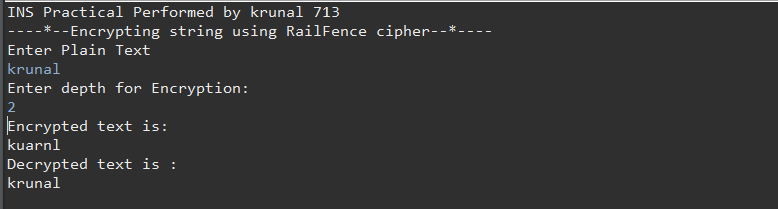 INS Practical Performed by krunal 713
----*--Encrypting string using RailFence cipher--*----
Enter Plain Text
krunal
Enter depth for Encryption:
2
Encrypted text is:
kuarnl
Decrypted text is :
krunal